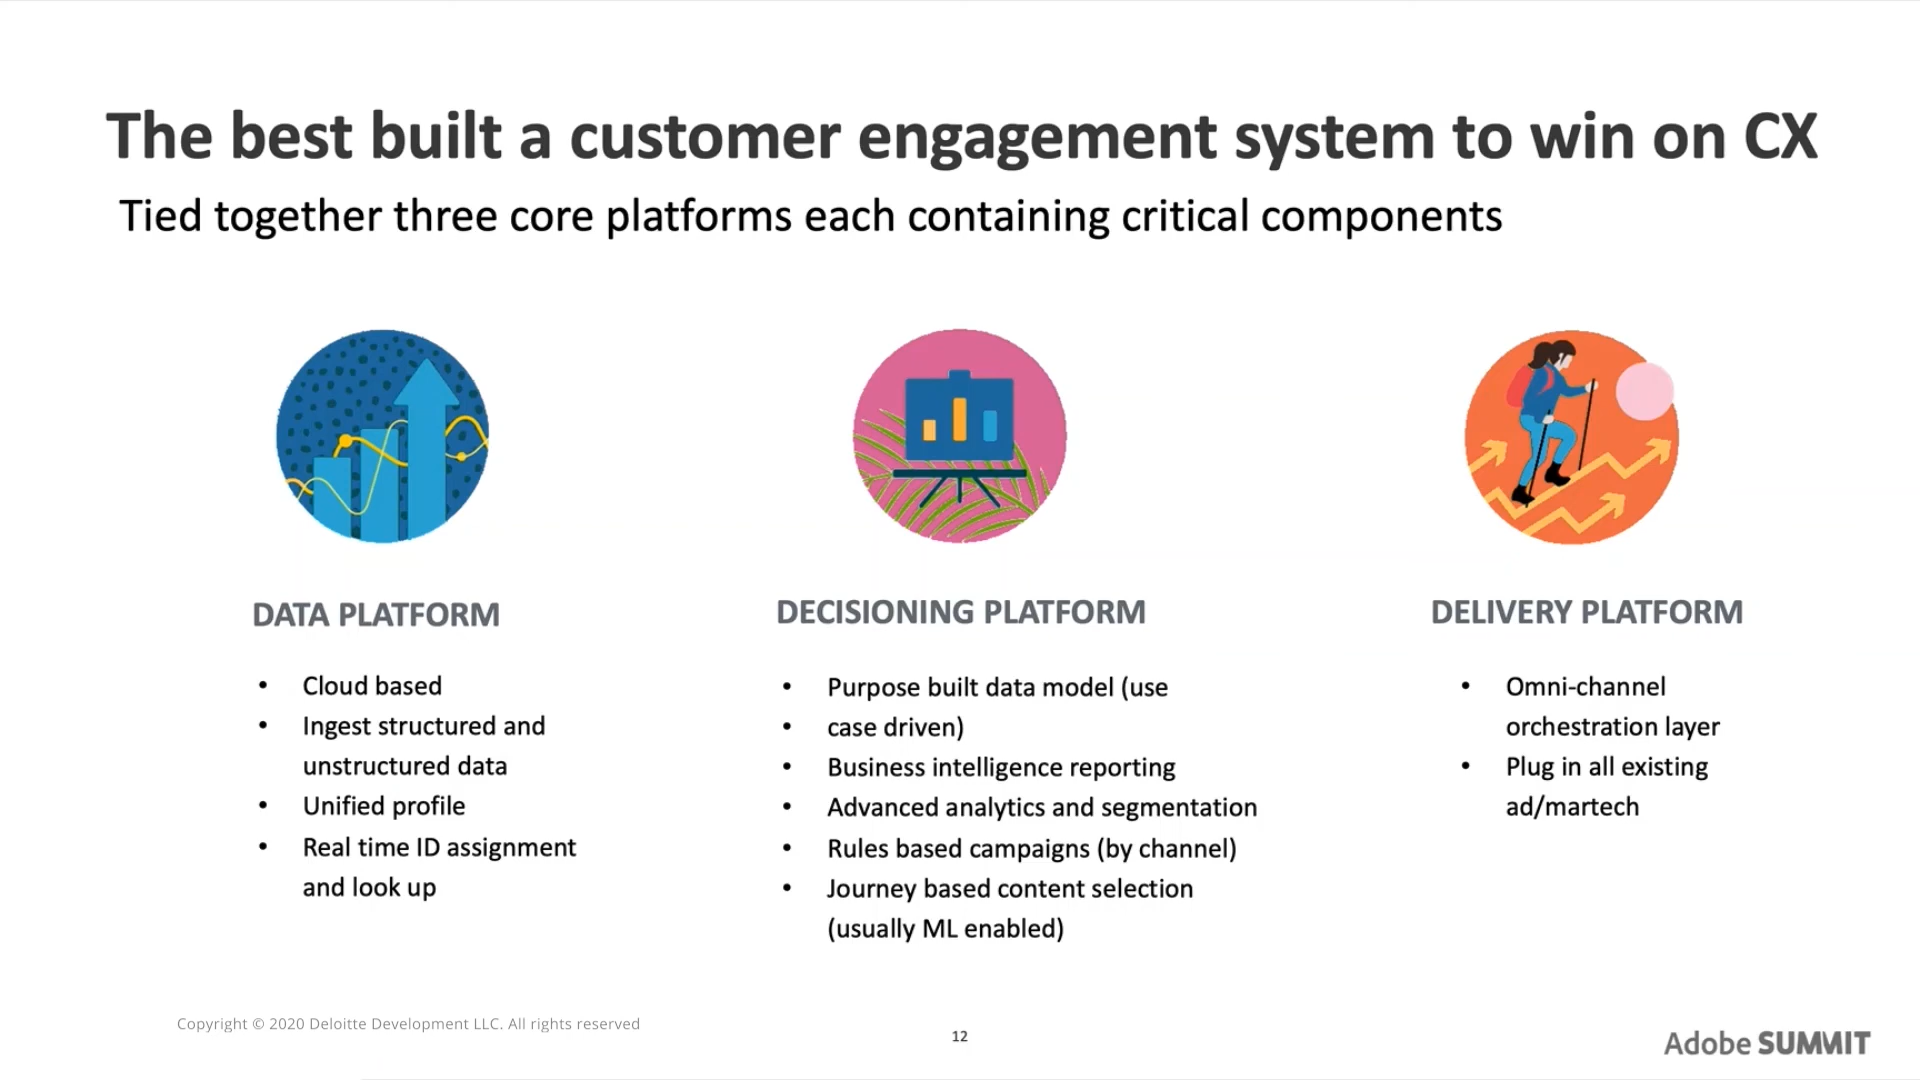 The best built a customer engagement system to win on CX
Tied together three core platforms each containing critical components
DATA PLATFORM
• Cloud based
• Ingest structured and
unstructured data
• Unified profile
• Real time ID assignment
and look up
DECISIONING PLATFORM
• Purpose built data model (use
• case driven)
• Business intelligence reporting
• Advanced analytics and segmentation
• Rules based campaigns (by channel)
• Journey based content selection
(usually ML enabled)
DELIVERY PLATFORM
• Omni-channel
orchestration layer
• Plug in all existing
ad/martech
Copyright © 2020 Deloitte Development LLC. All rights reserved
12
Adobe SUMMIT